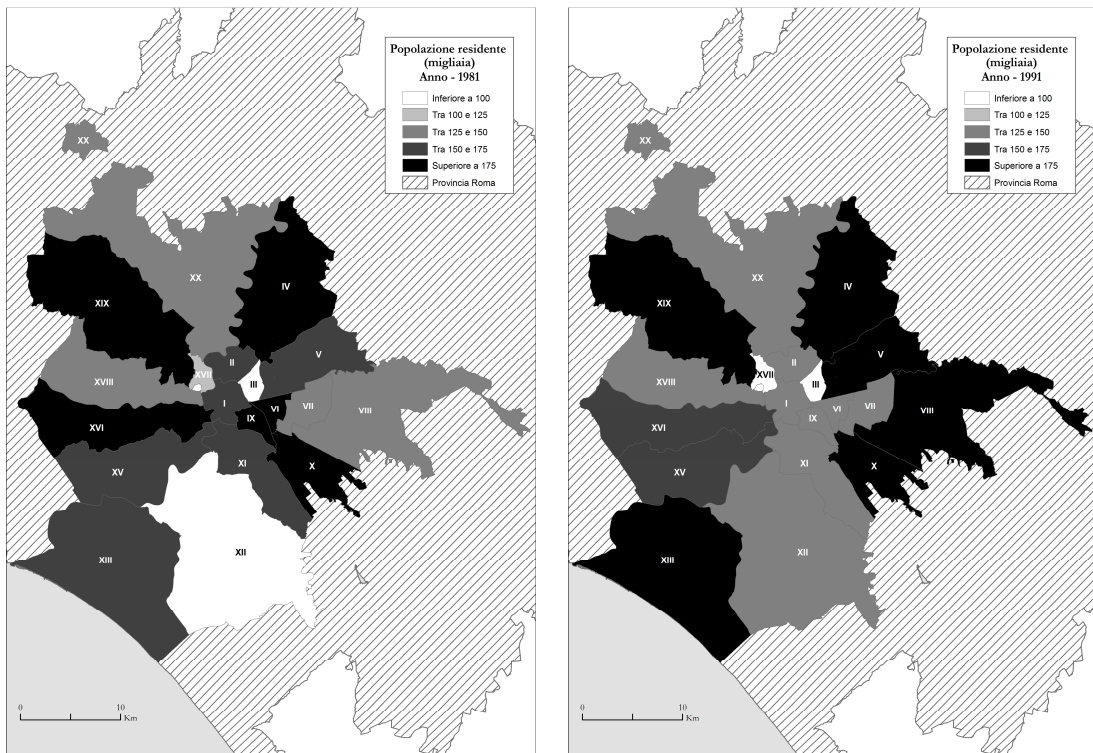 Popolazione residente
(migliaia)
Anno - 1981
Inferiore a 100
Tra 100 e 125
Tra 125 e 150
Tra 150 e 175
Superiore a 175
Provincia Roma
XX
XX
IV
XIX
V
II
XVII
III
XVIII
I
VI
VII
VIII
IX
XVI
XI
X
XV
XII
XIII
0 10
Km
Popolazione residente
(migliaia)
Anno - 1991
Inferiore a 100
Tra 100 e 125
Tra 125 e 150
Tra 150 e 175
Superiore a 175
Provincia Roma
XX
XX
IV
XIX
V
II
XVII
III
XVIII
I
VI
VII
VIII
IX
XVI
XI
X
XV
XII
XIII
0 10
Km